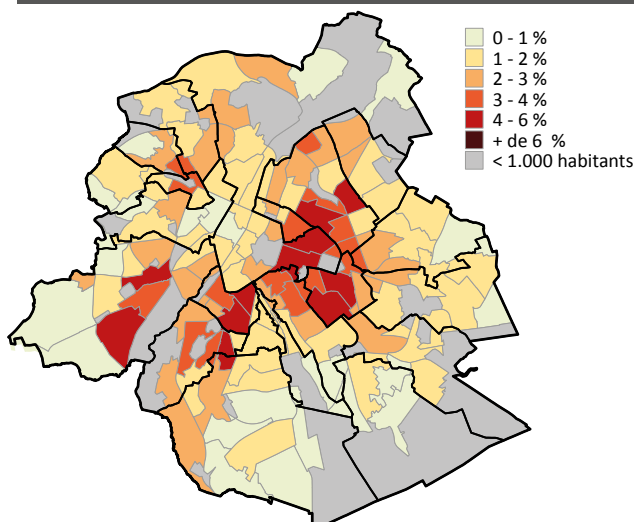 0 - 1 %
1 - 2 %
2 - 3 %
3 - 4 %
4 - 6 %
+ de 6 %
< 1.000 habitants